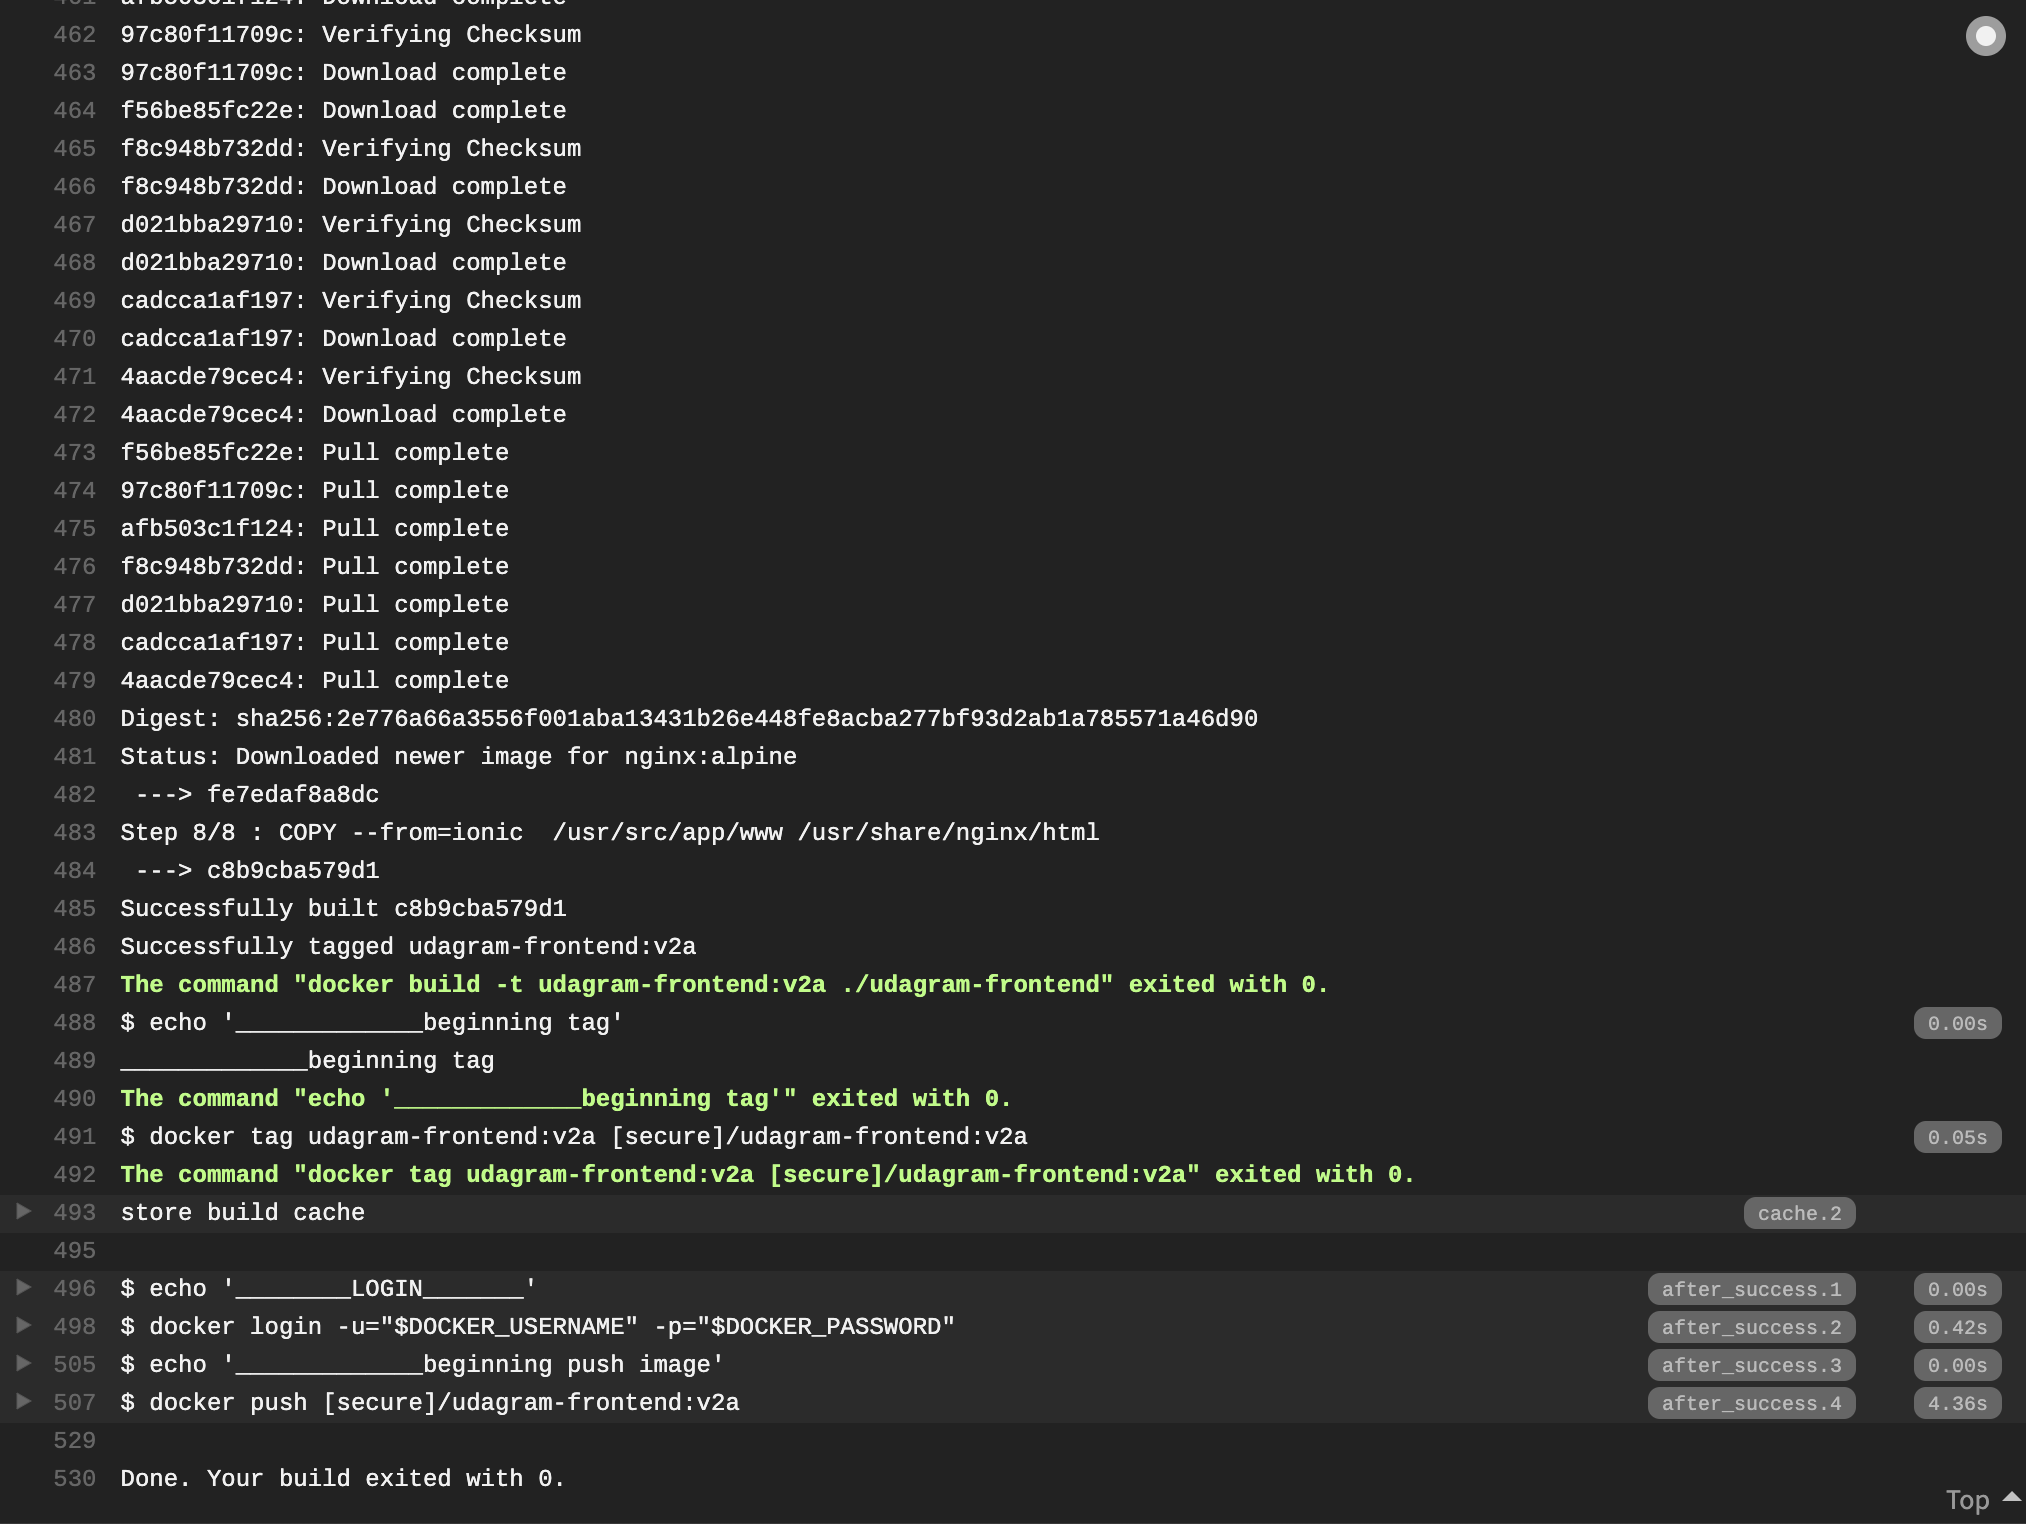 461 afb503c1f124: Download complete
462 97c80f11709c: Verifying Checksum
463 97c80f11709c: Download complete
464 f56be85fc22e: Download complete
465 f8c948b732dd: Verifying Checksum
466 f8c948b732dd: Download complete
467 d021bba29710: Verifying Checksum
468 d021bba29710: Download complete
469 cadcca1af197: Verifying Checksum
470 cadcca1af197: Download complete
471 4aacde79cec4: Verifying Checksum
472 4aacde79cec4: Download complete
473 f56be85fc22e: Pull complete
474 97c80f11709c: Pull complete
475 afb503c1f124: Pull complete
476 f8c948b732dd: Pull complete
477 d021bba29710: Pull complete
478 cadcca1af197: Pull complete
479 4aacde79cec4: Pull complete
480 Digest: sha256:2e776a66a3556f001aba13431b26e448fe8acba277bf93d2ab1a785571a46d90
481 Status: Downloaded newer image for nginx:alpine
482  ---> fe7edaf8a8dc
483 Step 8/8 : COPY --from=ionic  /usr/src/app/www /usr/share/nginx/html
484  ---> c8b9cba579d1
485 Successfully built c8b9cba579d1
486 Successfully tagged udagram-frontend:v2a
487 The command "docker build -t udagram-frontend:v2a ./udagram-frontend" exited with 0.
488 $ echo '_____________beginning tag' 0.00s
489 _____________beginning tag
490 The command "echo '_____________beginning tag'" exited with 0.
491 $ docker tag udagram-frontend:v2a [secure]/udagram-frontend:v2a 0.05s
492 The command "docker tag udagram-frontend:v2a [secure]/udagram-frontend:v2a" exited with 0.
493 store build cache cache.2
495
496 $ echo '________LOGIN_______' after_success.1 0.00s
498 $ docker login -u="$DOCKER_USERNAME" -p="$DOCKER_PASSWORD" after_success.2 0.42s
505 $ echo '_____________beginning push image' after_success.3 0.00s
507 $ docker push [secure]/udagram-frontend:v2a after_success.4 4.36s
529
530 Done. Your build exited with 0.
Top